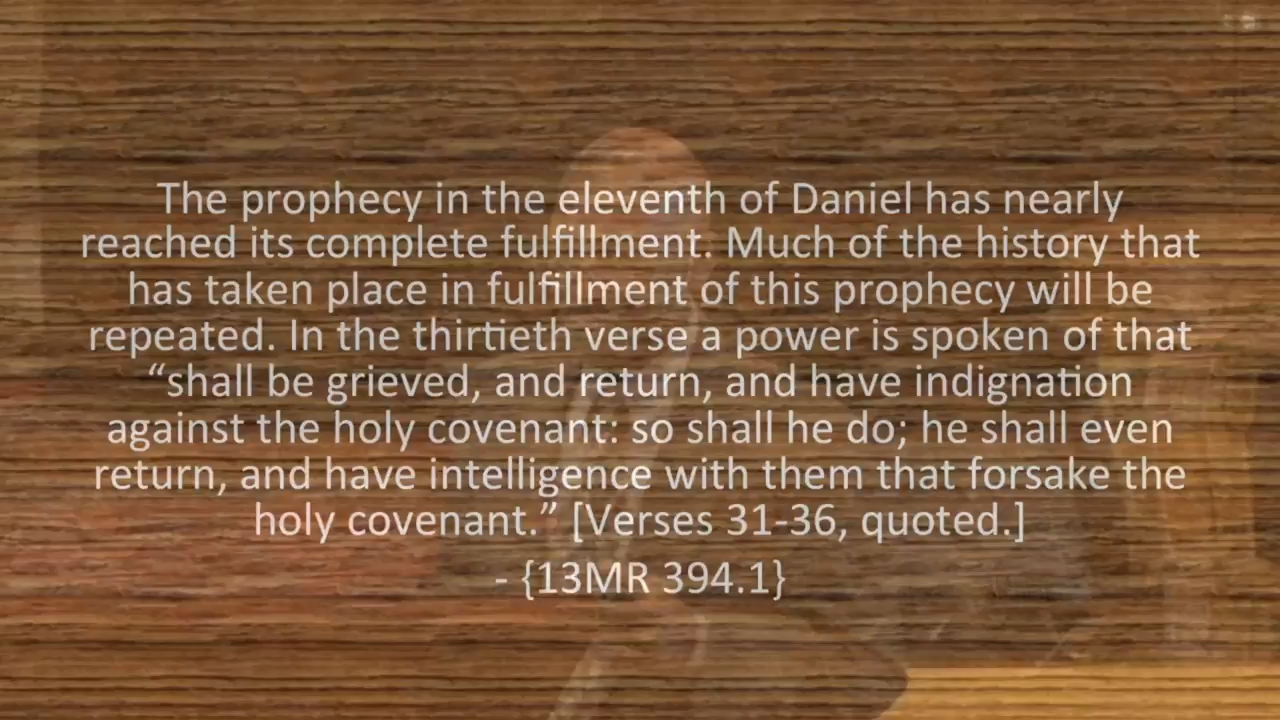 The prophecy in the eleventh of Daniel has nearly
reached its complete fulfillment. Much of the history that
has taken place in fulfillment of this prophecy will be
repeated. In the thirtieth verse a power is spoken of that
“shall be grieved, and return, and have indignation
against the holy covenant: so shall he do; he shall even
return, and have intelligence with them that forsake the
holy covenant.” [Verses 31-36, quoted.]
- {13MR 394.1}